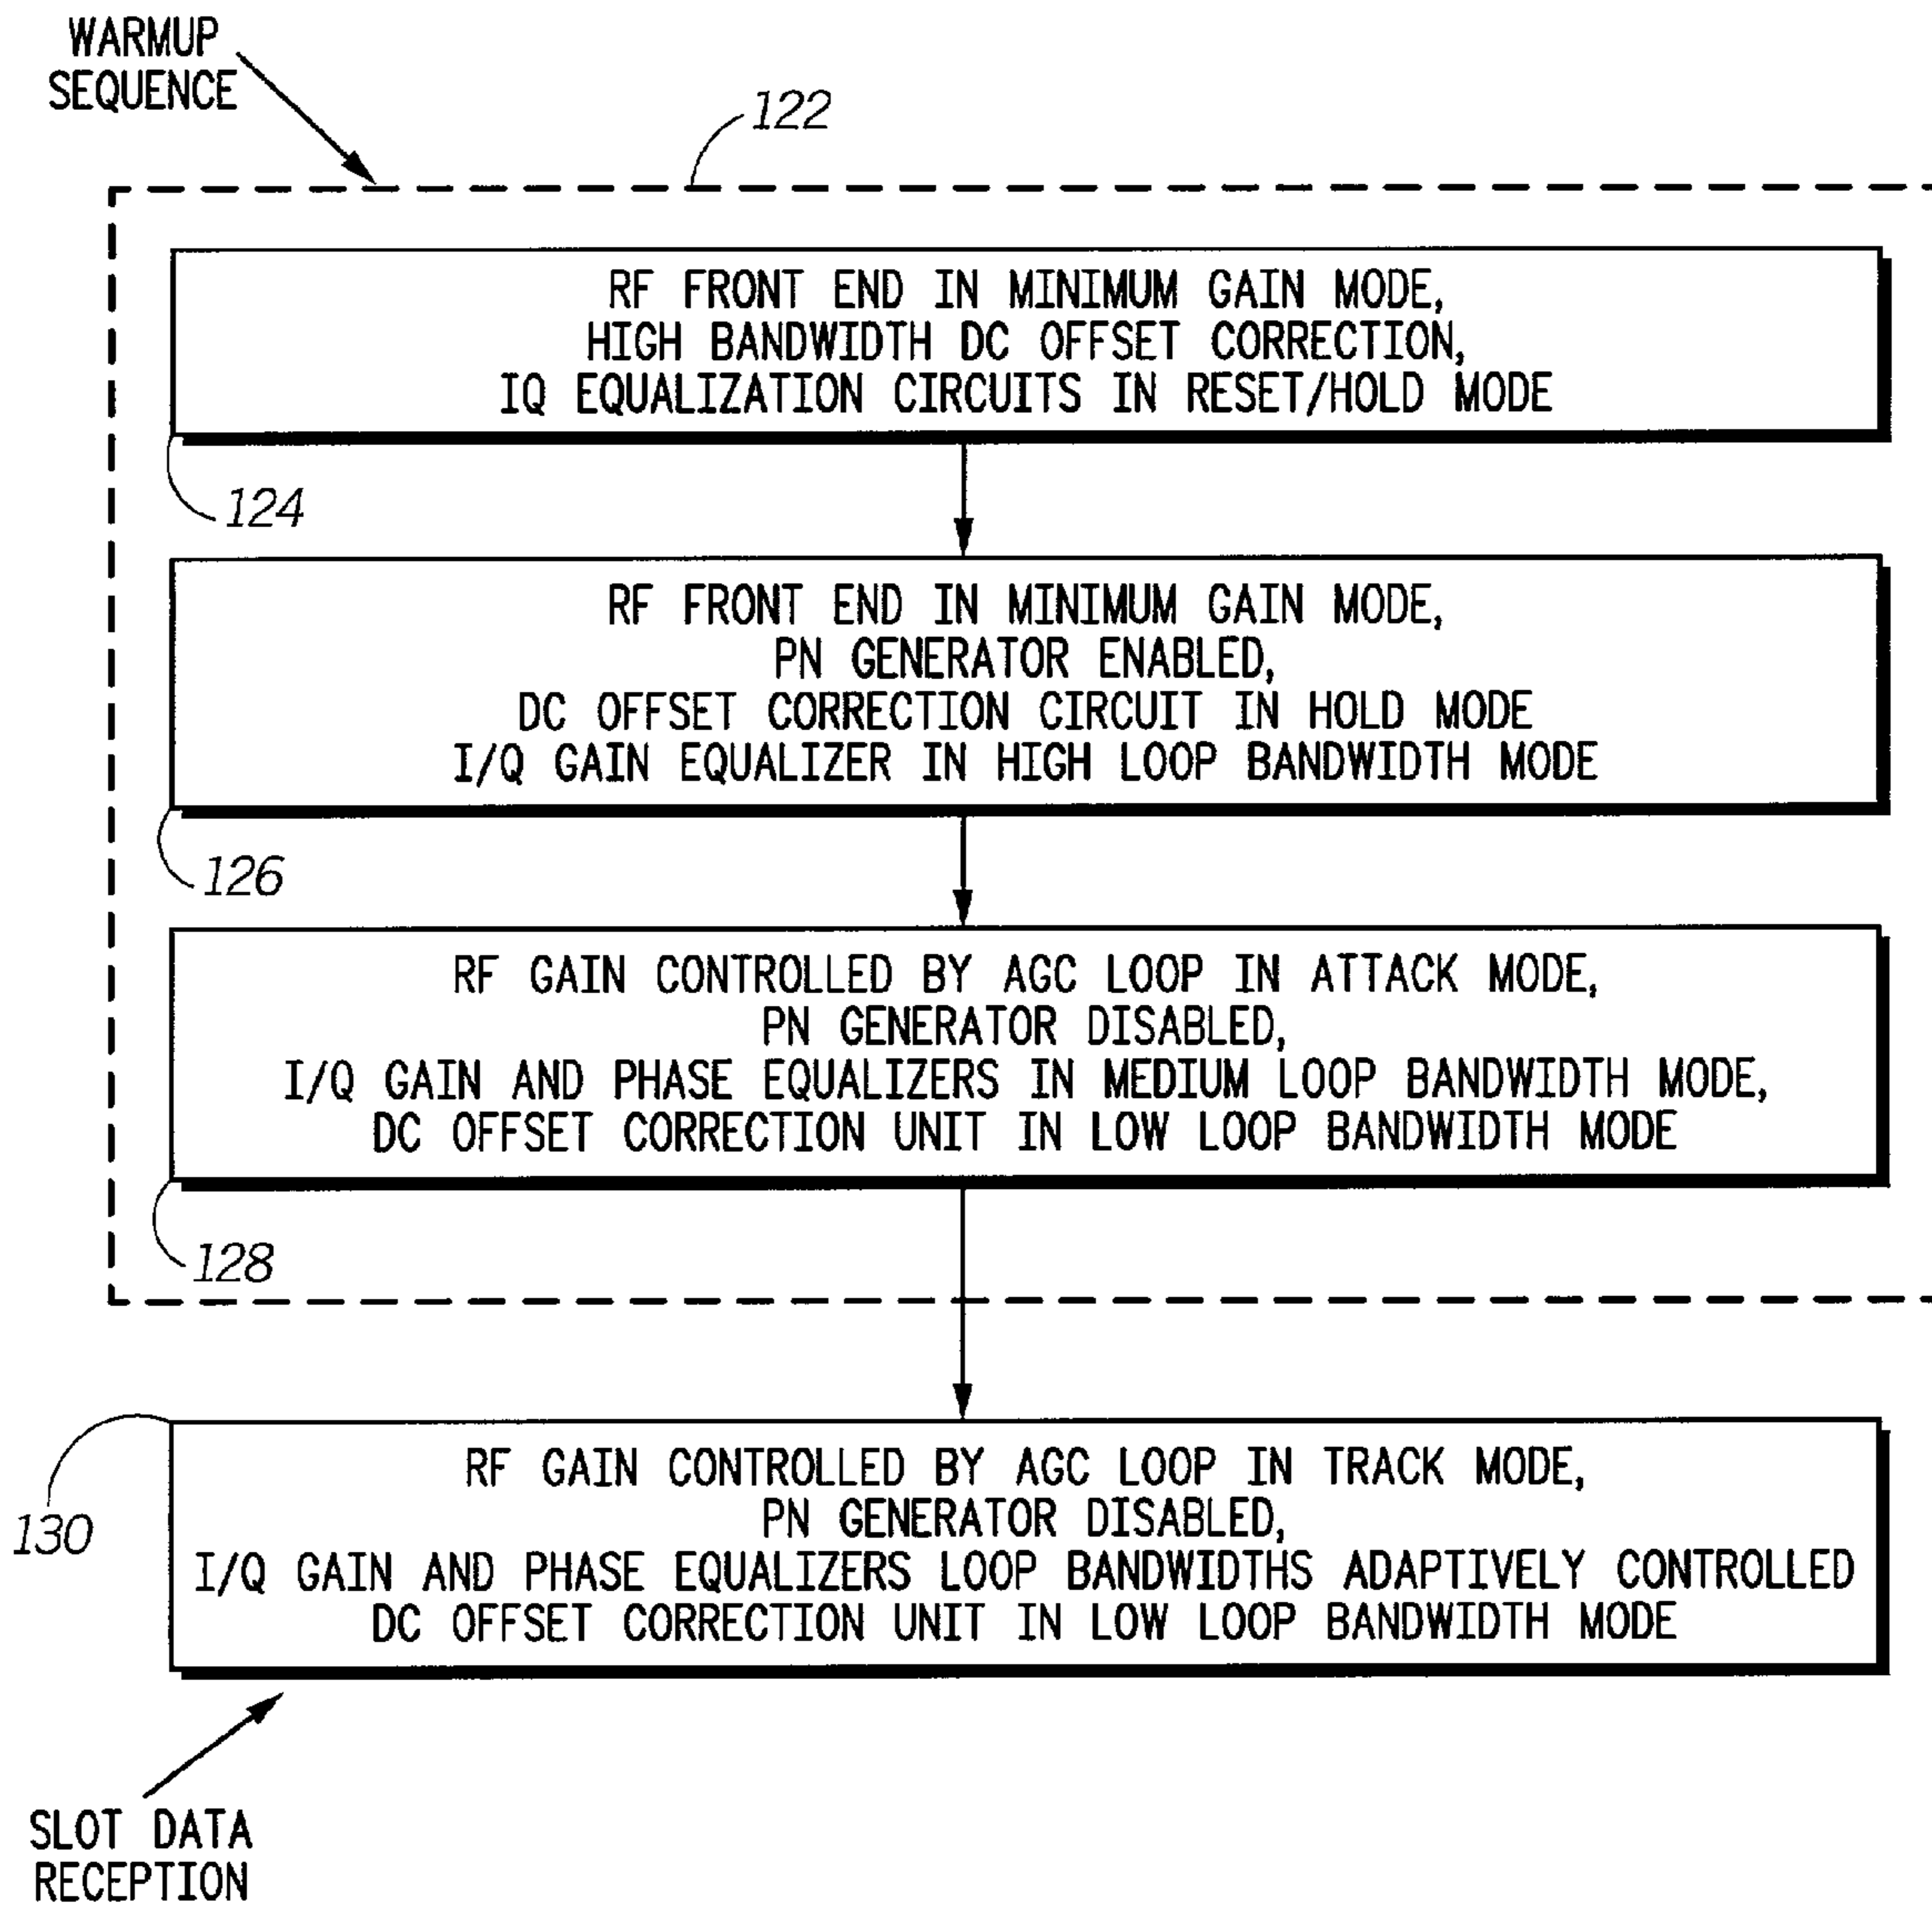 WARMUP
SEQUENCE
122
RF FRONT END IN MINIMUM GAIN MODE,
HIGH BANDWIDTH DC OFFSET CORRECTION,
IQ EQUALIZATION CIRCUITS IN RESET/HOLD MODE
124
RF FRONT END IN MINIMUM GAIN MODE,
PN GENERATOR ENABLED,
DC OFFSET CORRECTION CIRCUIT IN HOLD MODE
I/Q GAIN EQUALIZER IN HIGH LOOP BANDWIDTH MODE
126
RF GAIN CONTROLLED BY AGC LOOP IN ATTACK MODE,
PN GENERATOR DISABLED,
I/Q GAIN AND PHASE EQUALIZERS IN MEDIUM LOOP BANDWIDTH MODE,
DC OFFSET CORRECTION UNIT IN LOW LOOP BANDWIDTH MODE
128
RF GAIN CONTROLLED BY AGC LOOP IN TRACK MODE,
PN GENERATOR DISABLED,
I/Q GAIN AND PHASE EQUALIZERS LOOP BANDWIDTHS ADAPTIVELY CONTROLLED
DC OFFSET CORRECTION UNIT IN LOW LOOP BANDWIDTH MODE
130
SLOT DATA
RECEPTION